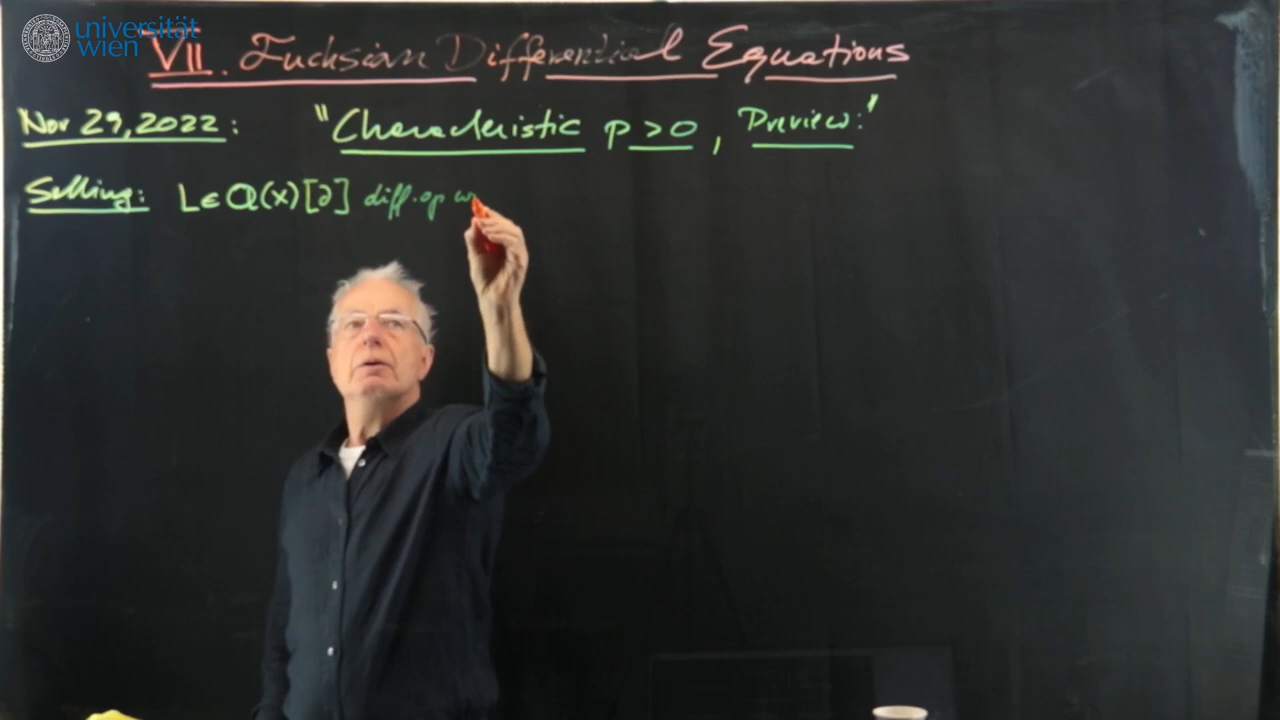 universität
wien
VII. Fuchsian Differential Equations
Nov 29, 2022: "Characteristic p > 0, Preview:"
Setting: L ∈ Q(x)[∂] diff. op w